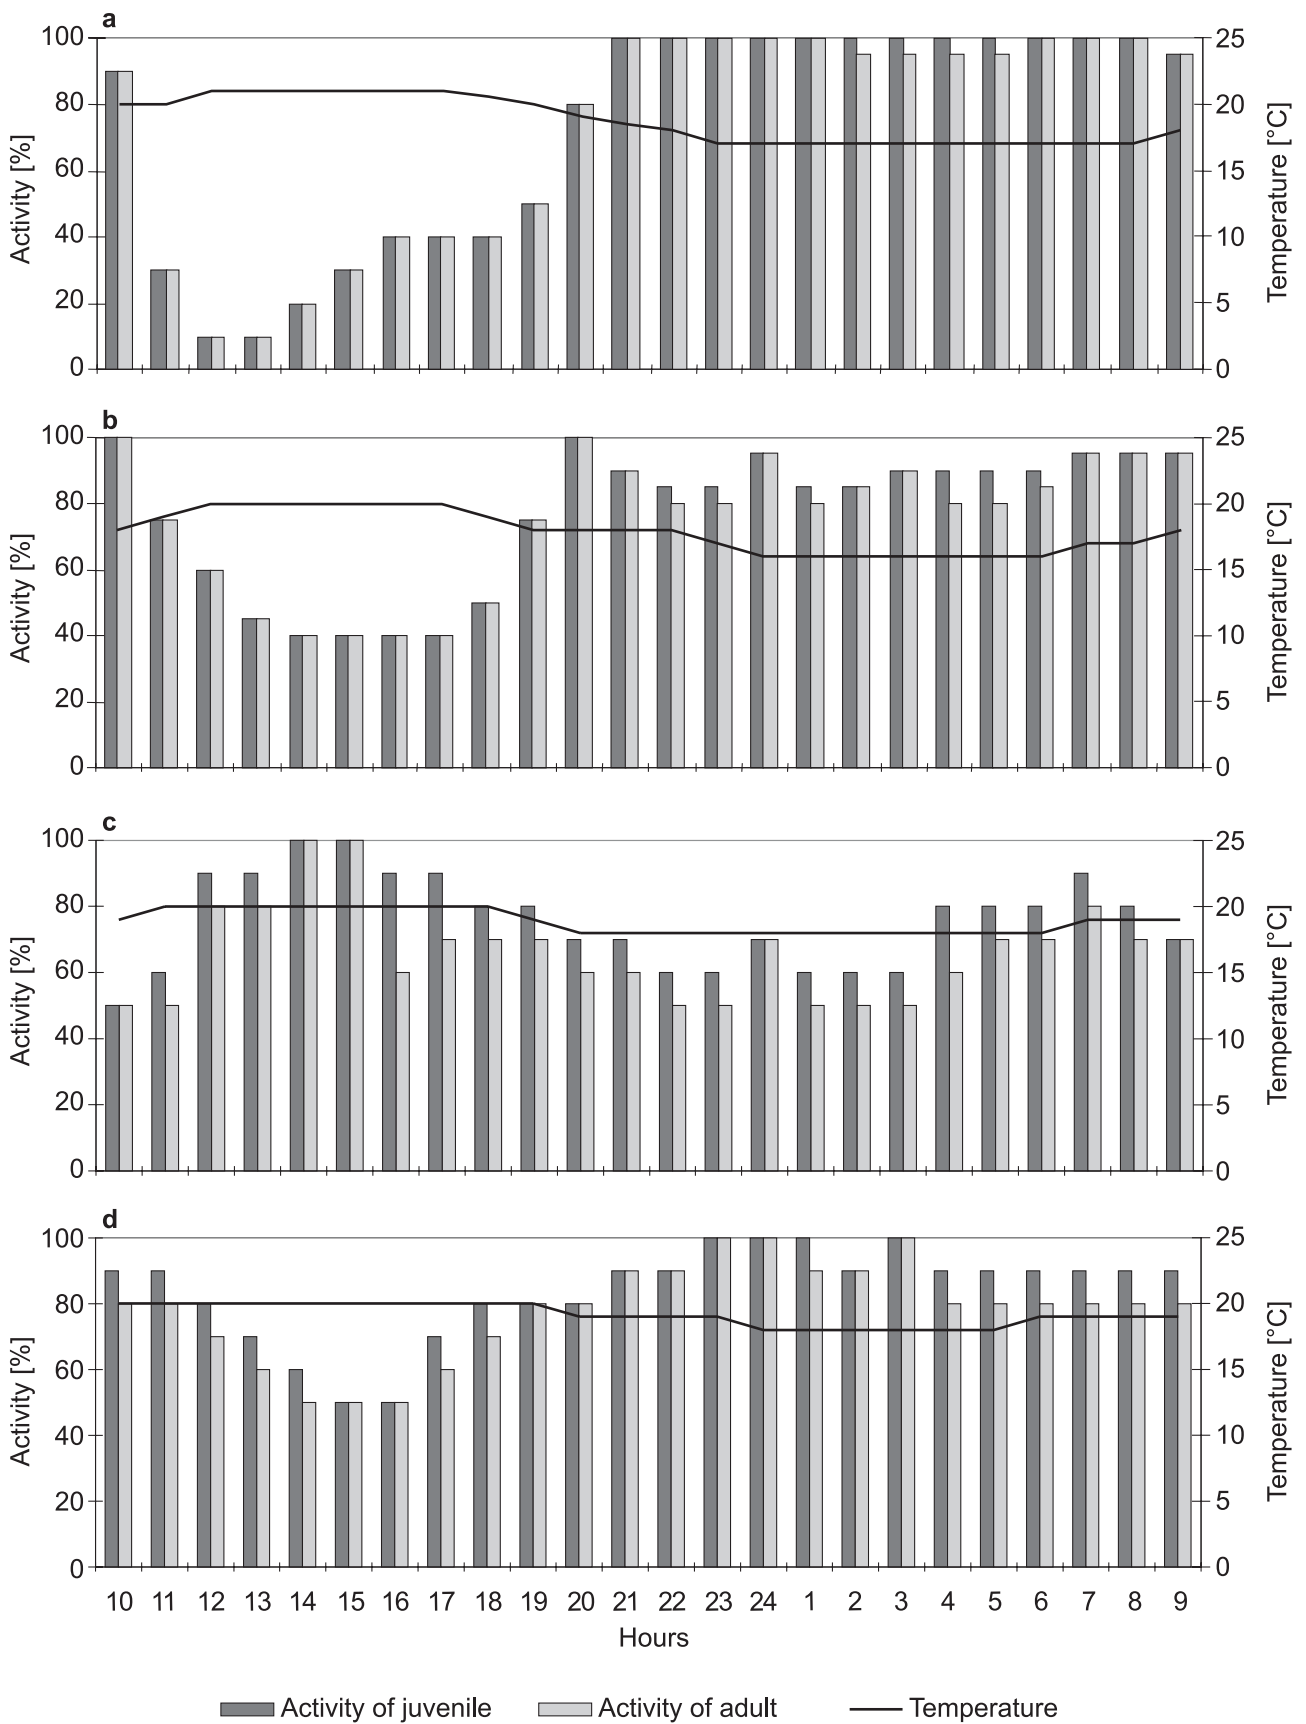 a
100 25
80 20
60 15
40 10
20 5
0 0
Activity [%]
Temperature [°C]
b
100 25
80 20
60 15
40 10
20 5
0 0
Activity [%]
Temperature [°C]
c
100 25
80 20
60 15
40 10
20 5
0 0
Activity [%]
Temperature [°C]
d
100 25
80 20
60 15
40 10
20 5
0 0
Activity [%]
Temperature [°C]
10 11 12 13 14 15 16 17 18 19 20 21 22 23 24 1 2 3 4 5 6 7 8 9
Hours
Activity of juvenile Activity of adult Temperature